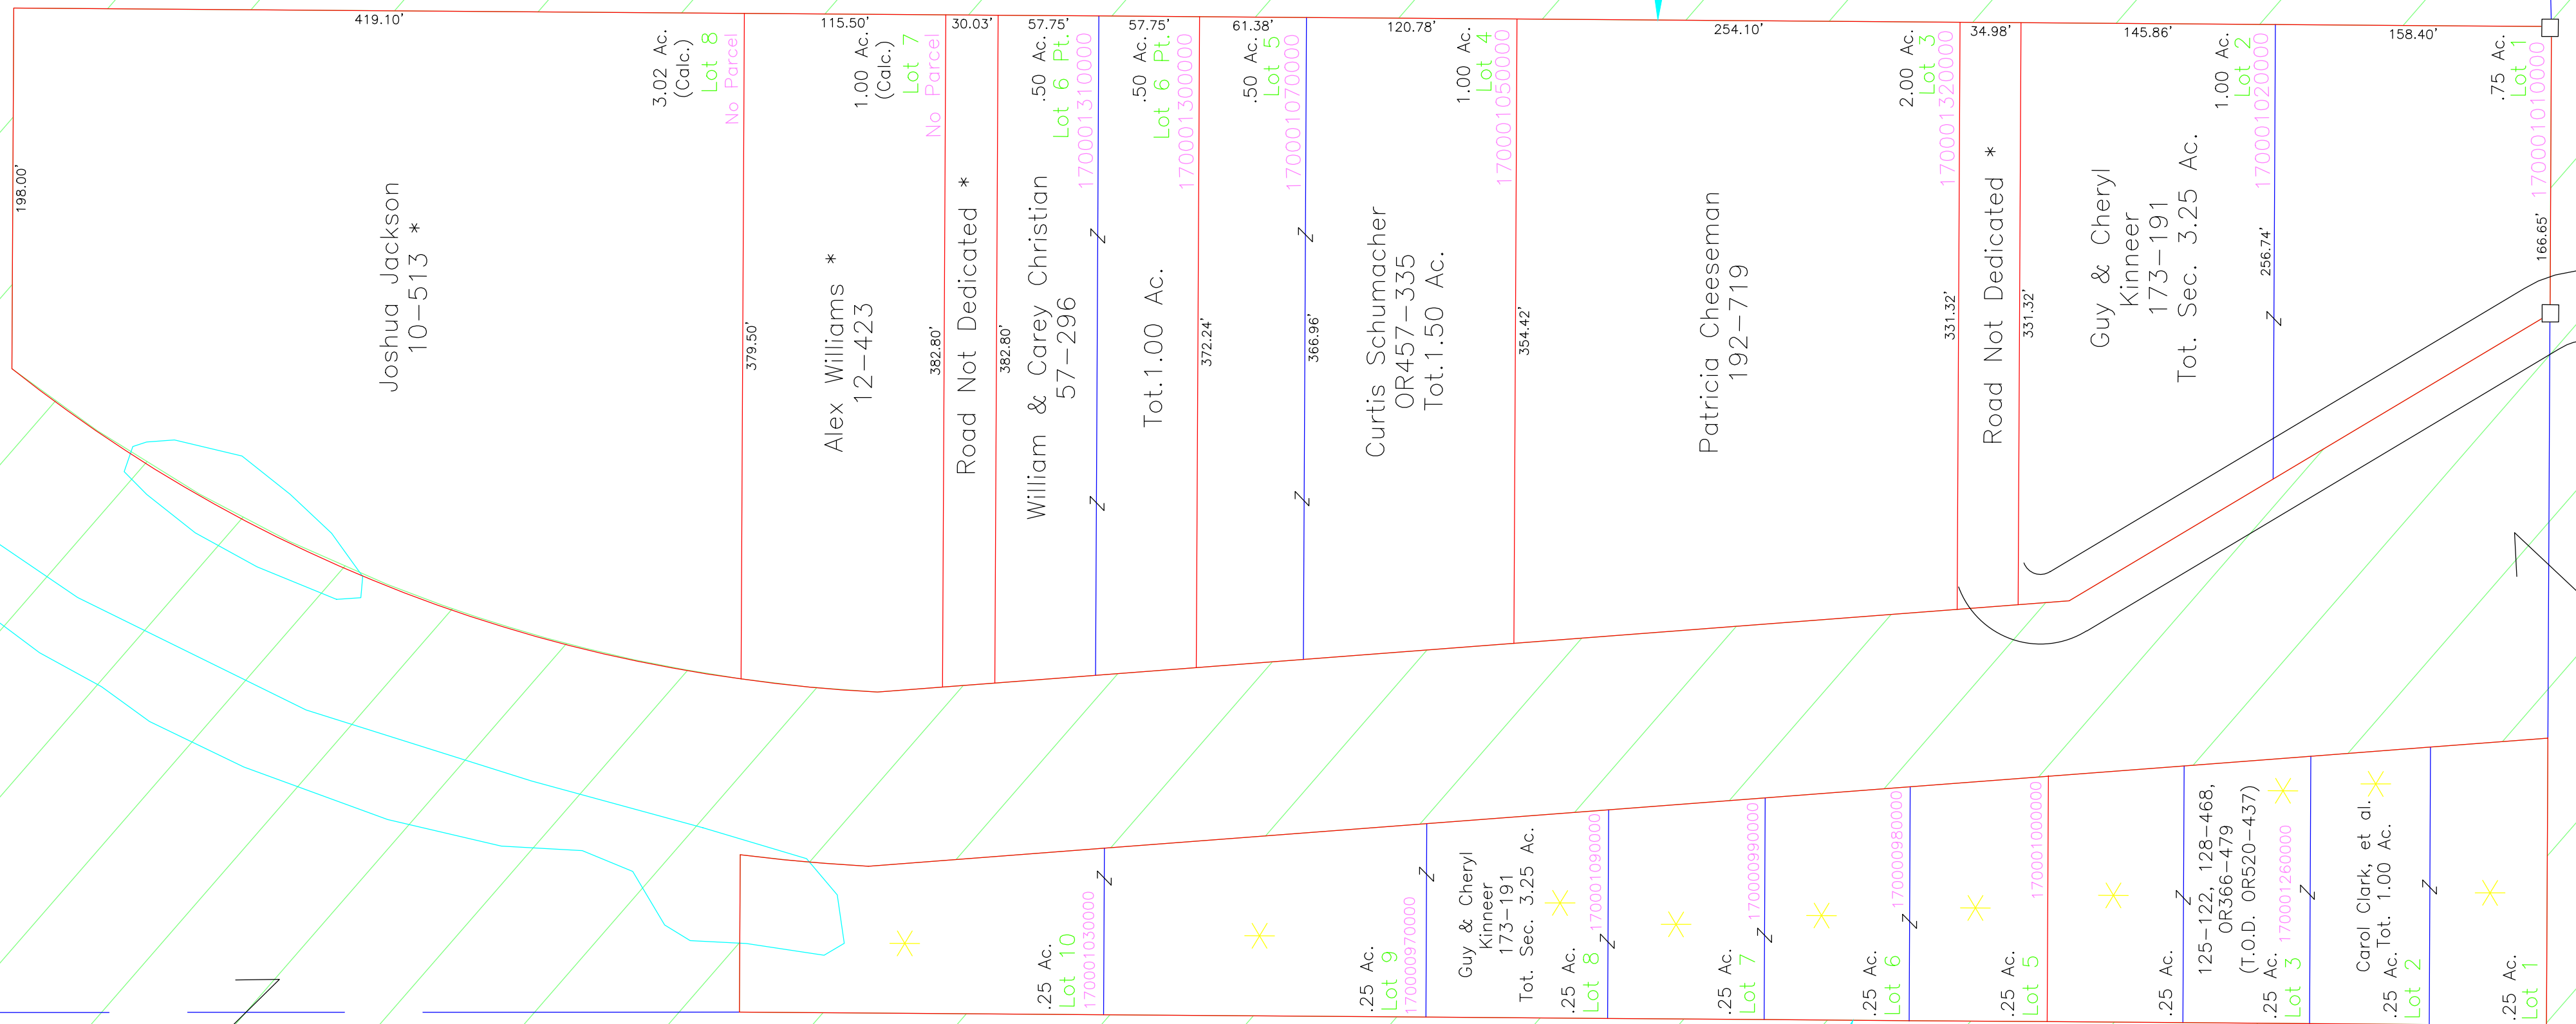 419.10'
115.50'
30.03'
57.75'
57.75'
61.38'
120.78'
254.10'
34.98'
145.86'
158.40'
198.00'
Joshua Jackson
10-513 *
3.02 Ac.
(Calc.)
Lot 8
No Parcel
379.50'
Alex Williams *
12-423
1.00 Ac.
(Calc.)
Lot 7
No Parcel
382.80'
Road Not Dedicated *
382.80'
William & Carey Christian
57-296
.50 Ac.
Lot 6 Pt.
170001310000
Tot.1.00 Ac.
.50 Ac.
Lot 6 Pt.
170001300000
372.24'
.50 Ac.
Lot 5
170001070000
366.96'
Curtis Schumacher
OR457-335
Tot.1.50 Ac.
1.00 Ac.
Lot 4
170001050000
354.42'
Patricia Cheeseman
192-719
2.00 Ac.
Lot 3
170001320000
331.32'
Road Not Dedicated *
331.32'
Guy & Cheryl
Kinneer
173-191
Tot. Sec. 3.25 Ac.
1.00 Ac.
Lot 2
170001020000
256.74'
.75 Ac.
Lot 1
170001010000
166.65'
.25 Ac.
Lot 10
170001030000
.25 Ac.
Lot 9
170000970000
Guy & Cheryl
Kinneer
173-191
Tot. Sec. 3.25 Ac.
.25 Ac.
Lot 8
170001090000
.25 Ac.
Lot 7
170000990000
.25 Ac.
Lot 6
170000980000
.25 Ac.
Lot 5
170001000000
.25 Ac.
125-122, 128-468,
OR366-479
(T.O.D. OR520-437)
.25 Ac.
Lot 3
170001260000
Carol Clark, et al.
Tot. 1.00 Ac.
.25 Ac.
Lot 2
.25 Ac.
Lot 1